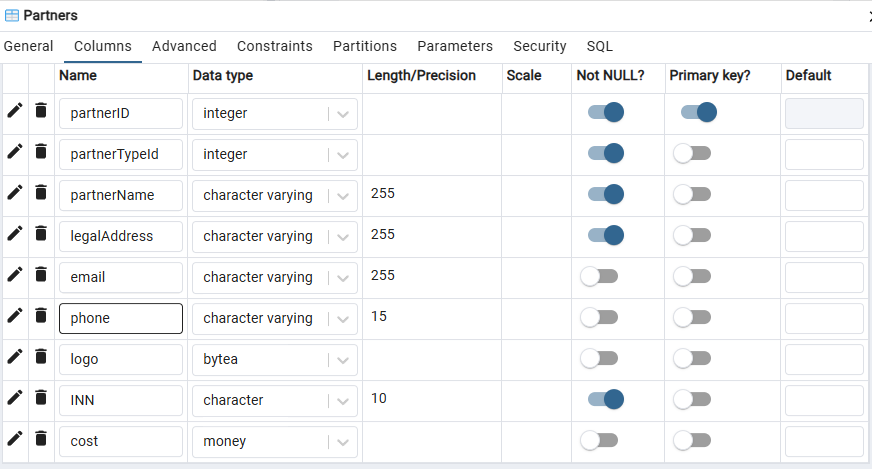 Partners
General Columns Advanced Constraints Partitions Parameters Security SQL
Name Data type Length/Precision Scale Not NULL? Primary key? Default
partnerID integer
partnerTypeId integer
partnerName character varying 255
legalAddress character varying 255
email character varying 255
phone character varying 15
logo bytea
INN character 10
cost money